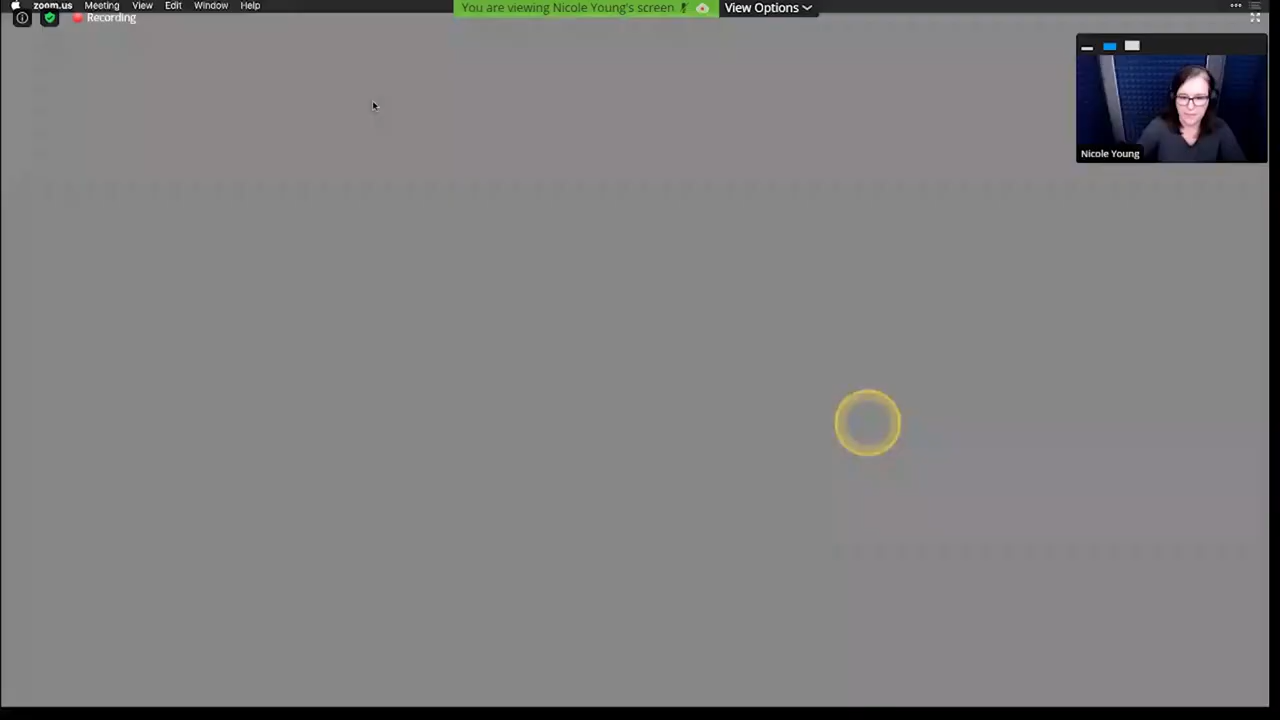 zoom.us Meeting View Edit Window Help
You are viewing Nicole Young's screen View Options
Recording
Nicole Young